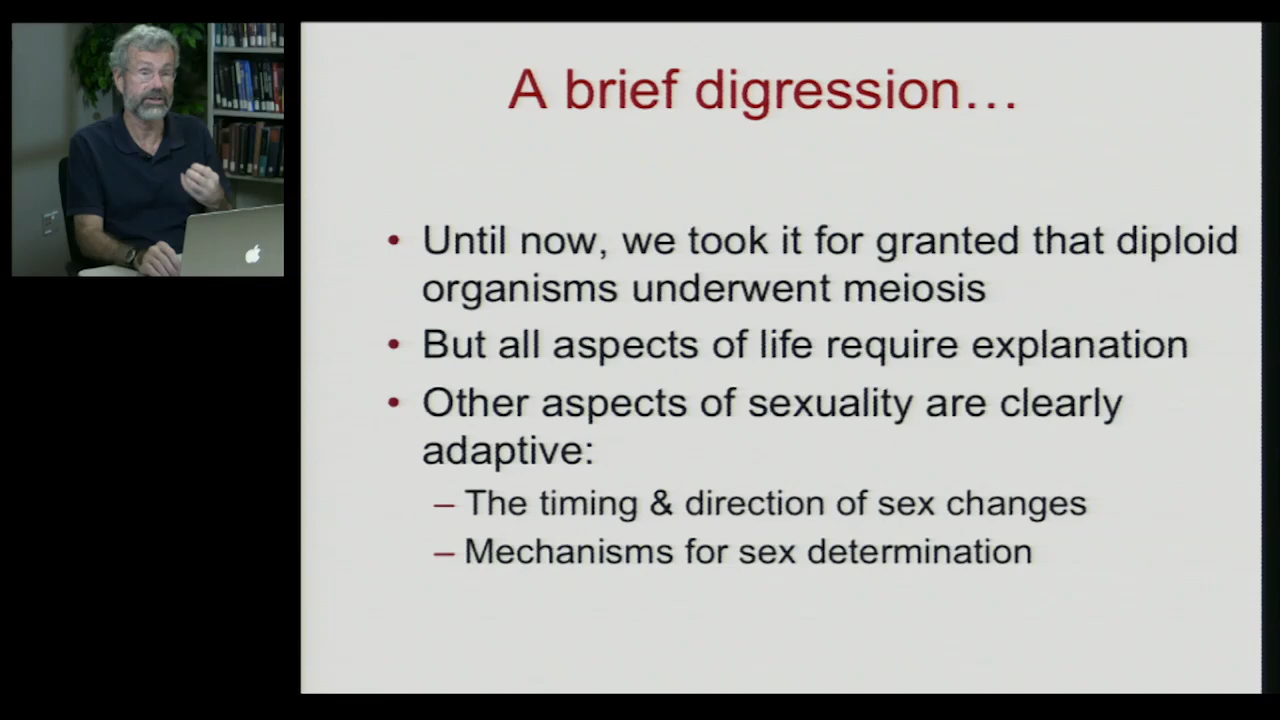 A brief digression…
• Until now, we took it for granted that diploid
organisms underwent meiosis
• But all aspects of life require explanation
• Other aspects of sexuality are clearly
adaptive:
– The timing & direction of sex changes
– Mechanisms for sex determination